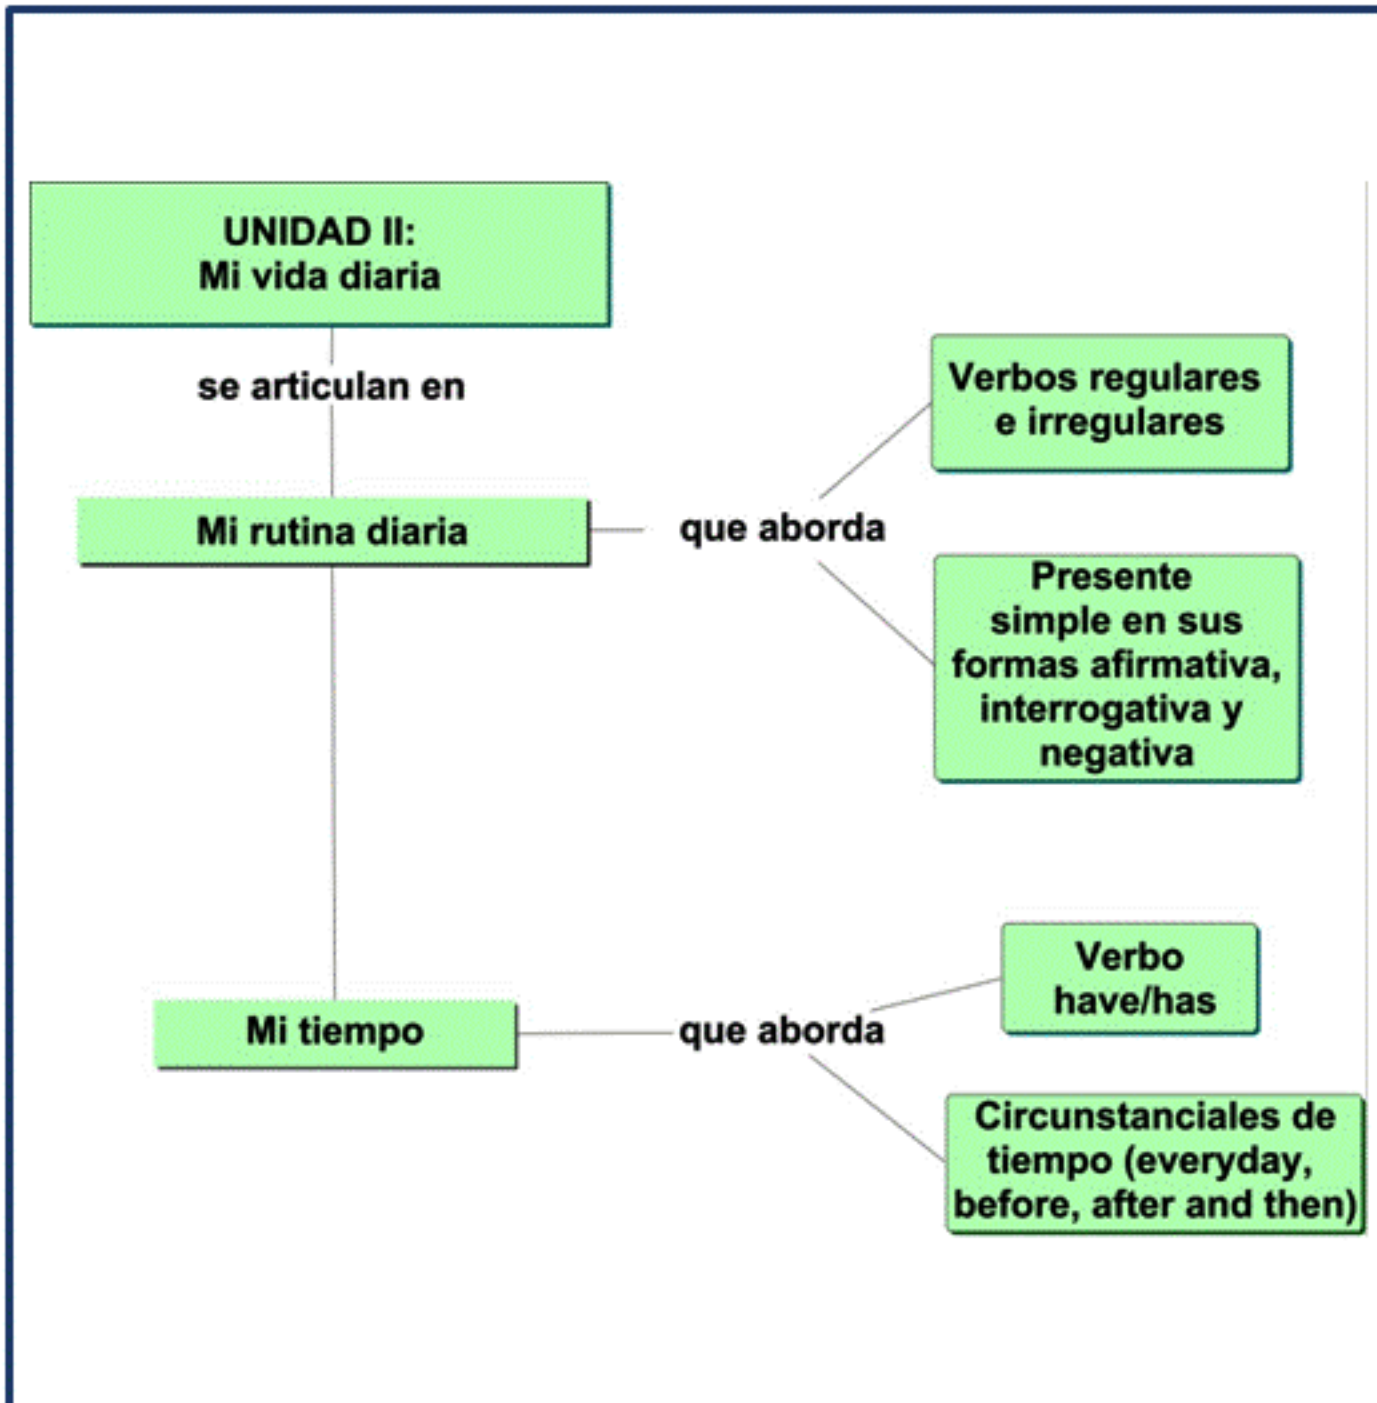 UNIDAD II:
Mi vida diaria
se articulan en
Mi rutina diaria
que aborda
Verbos regulares
e irregulares
Presente
simple en sus
formas afirmativa,
interrogativa y
negativa
Mi tiempo
que aborda
Verbo
have/has
Circunstanciales de
tiempo (everyday,
before, after and then)